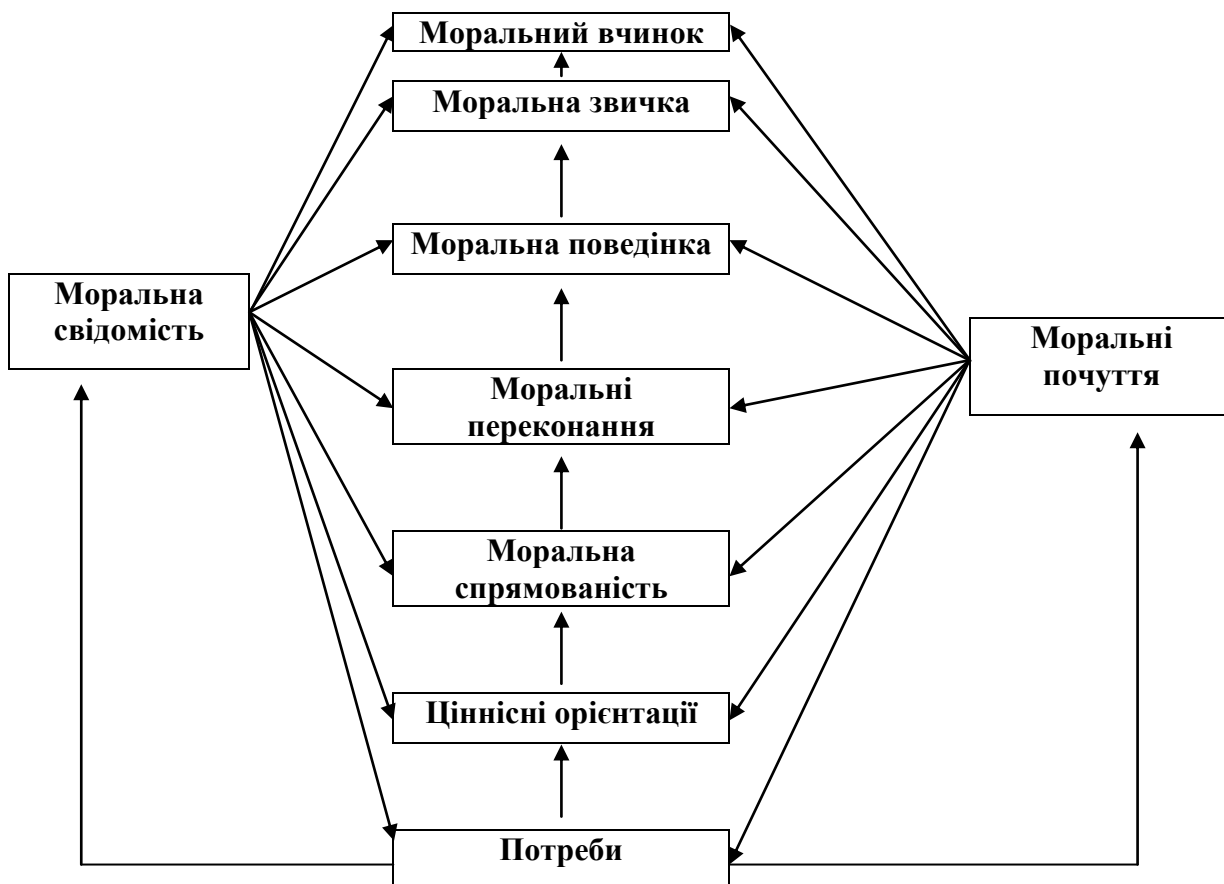 Моральний вчинок
Моральна звичка
Моральна поведінка
Моральна
свідомість
Моральні
почуття
Моральні
переконання
Моральна
спрямованість
Ціннісні орієнтації
Потреби